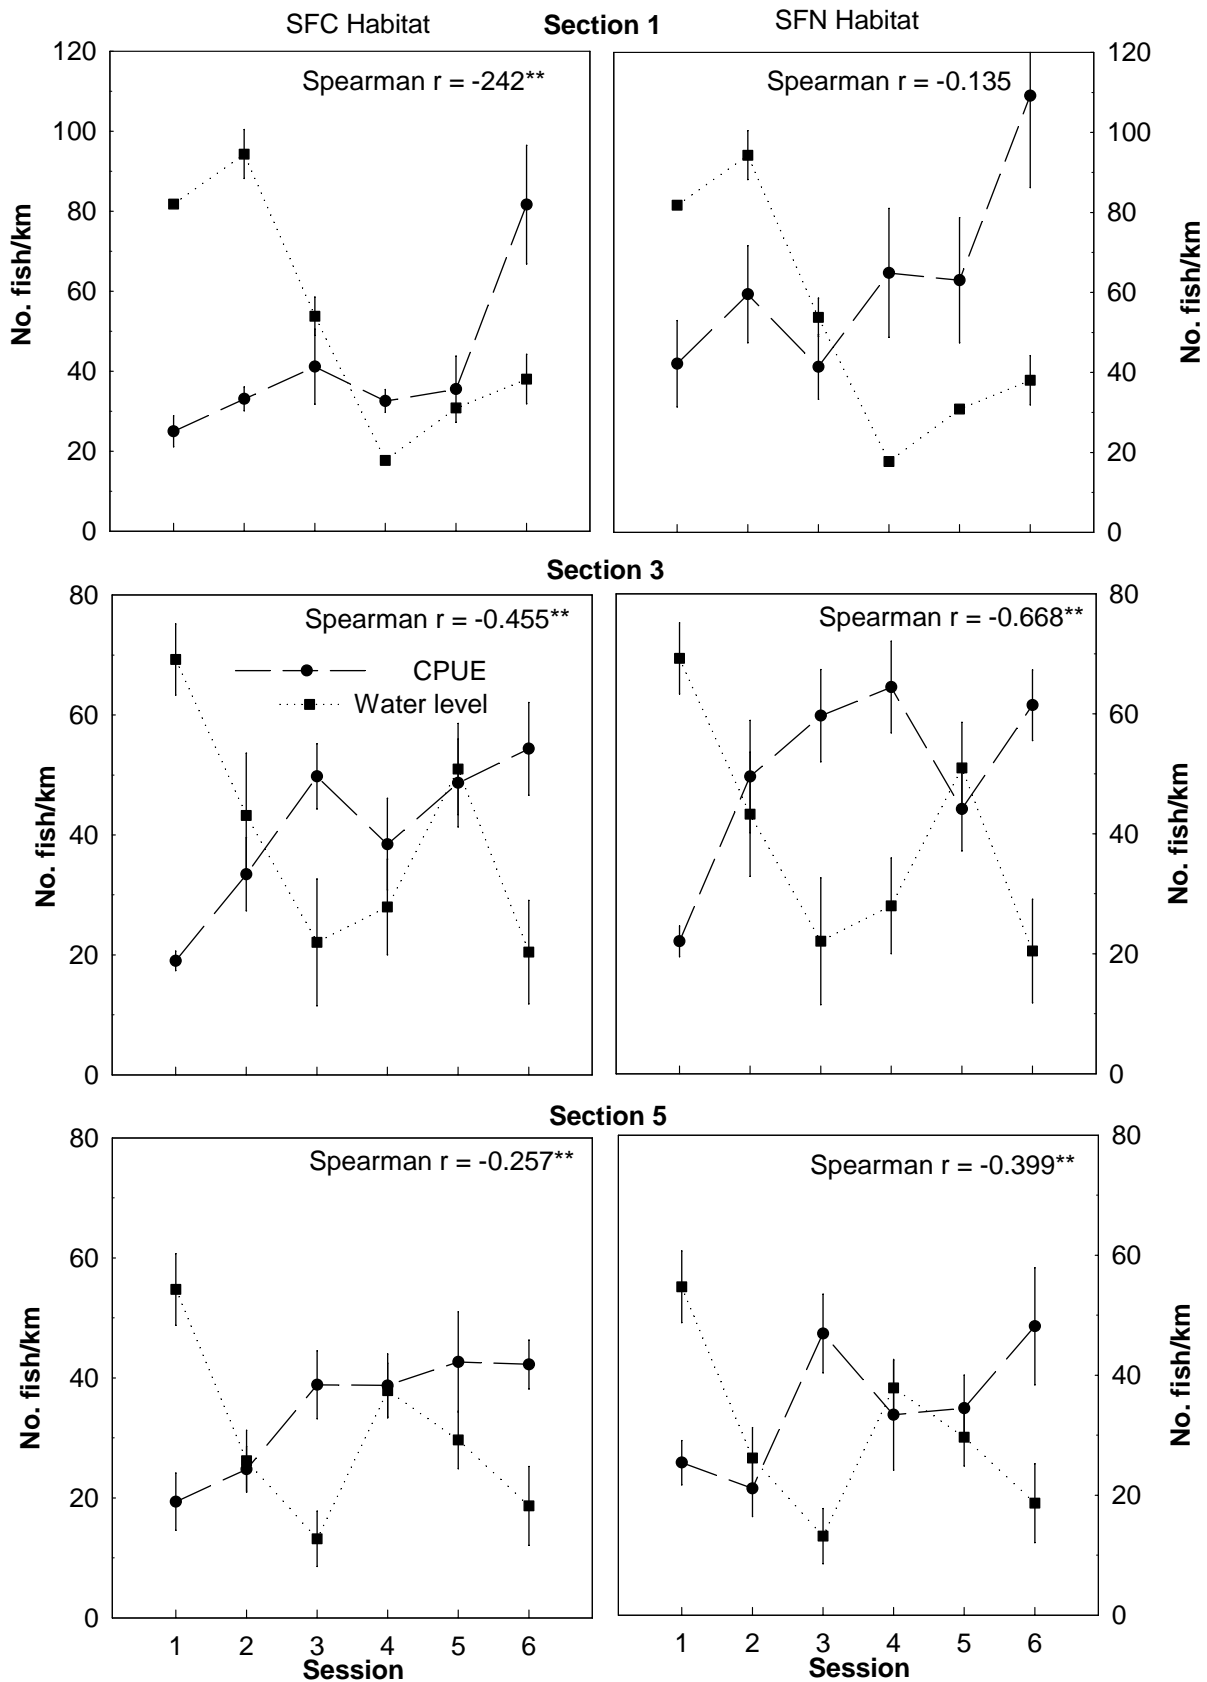 SFC Habitat
Section 1
SFN Habitat
Spearman r = -242**
Spearman r = -0.135
120
100
80
60
40
20
0
No. fish/km
120
100
80
60
40
20
0
No. fish/km
Section 3
Spearman r = -0.455**
Spearman r = -0.668**
CPUE
Water level
80
60
40
20
0
No. fish/km
80
60
40
20
0
No. fish/km
Section 5
Spearman r = -0.257**
Spearman r = -0.399**
80
60
40
20
0
No. fish/km
80
60
40
20
0
No. fish/km
1 2 3 4 5 6
Session
1 2 3 4 5 6
Session